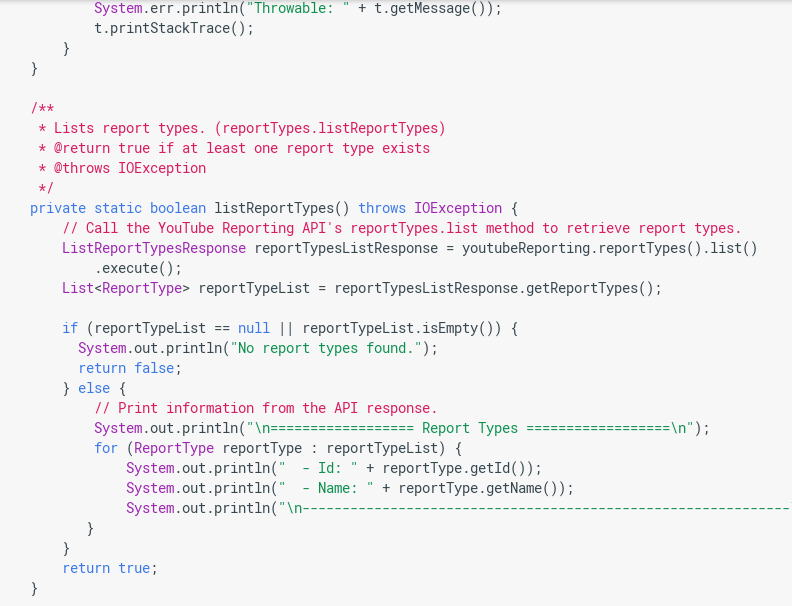 System.err.println("Throwable: " + t.getMessage());
            t.printStackTrace();
        }
    }

    /**
     * Lists report types. (reportTypes.listReportTypes)
     * @return true if at least one report type exists
     * @throws IOException
     */
    private static boolean listReportTypes() throws IOException {
        // Call the YouTube Reporting API's reportTypes.list method to retrieve report types.
        ListReportTypesResponse reportTypesListResponse = youtubeReporting.reportTypes().list()
            .execute();
        List<ReportType> reportTypeList = reportTypesListResponse.getReportTypes();

        if (reportTypeList == null || reportTypeList.isEmpty()) {
          System.out.println("No report types found.");
          return false;
        } else {
            // Print information from the API response.
            System.out.println("\n================== Report Types ==================\n");
            for (ReportType reportType : reportTypeList) {
                System.out.println("  - Id: " + reportType.getId());
                System.out.println("  - Name: " + reportType.getName());
                System.out.println("\n-------------------------------------------------------------
           }
        }
        return true;
    }